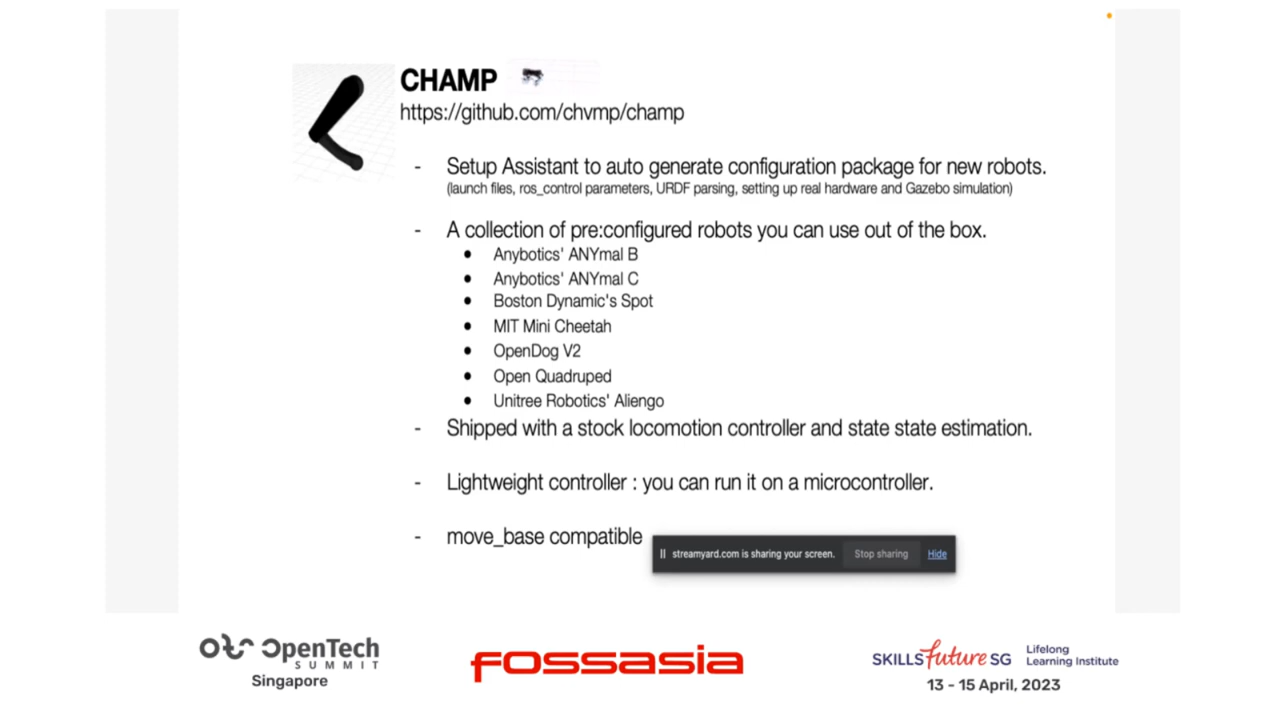 CHAMP
https://github.com/chvmp/champ
- Setup Assistant to auto generate configuration package for new robots.
(launch files, ros_control parameters, URDF parsing, setting up real hardware and Gazebo simulation)
- A collection of pre:configured robots you can use out of the box.
• Anybotics' ANYmal B
• Anybotics' ANYmal C
• Boston Dynamic's Spot
• MIT Mini Cheetah
• OpenDog V2
• Open Quadruped
• Unitree Robotics' Aliengo
- Shipped with a stock locomotion controller and state state estimation.
- Lightweight controller : you can run it on a microcontroller.
- move_base compatible
streamyard.com is sharing your screen. Stop sharing Hide
OpenTech
SUMMIT
Singapore
FOSSASIA
SKILLS future SG
Lifelong
Learning Institute
13 - 15 April, 2023